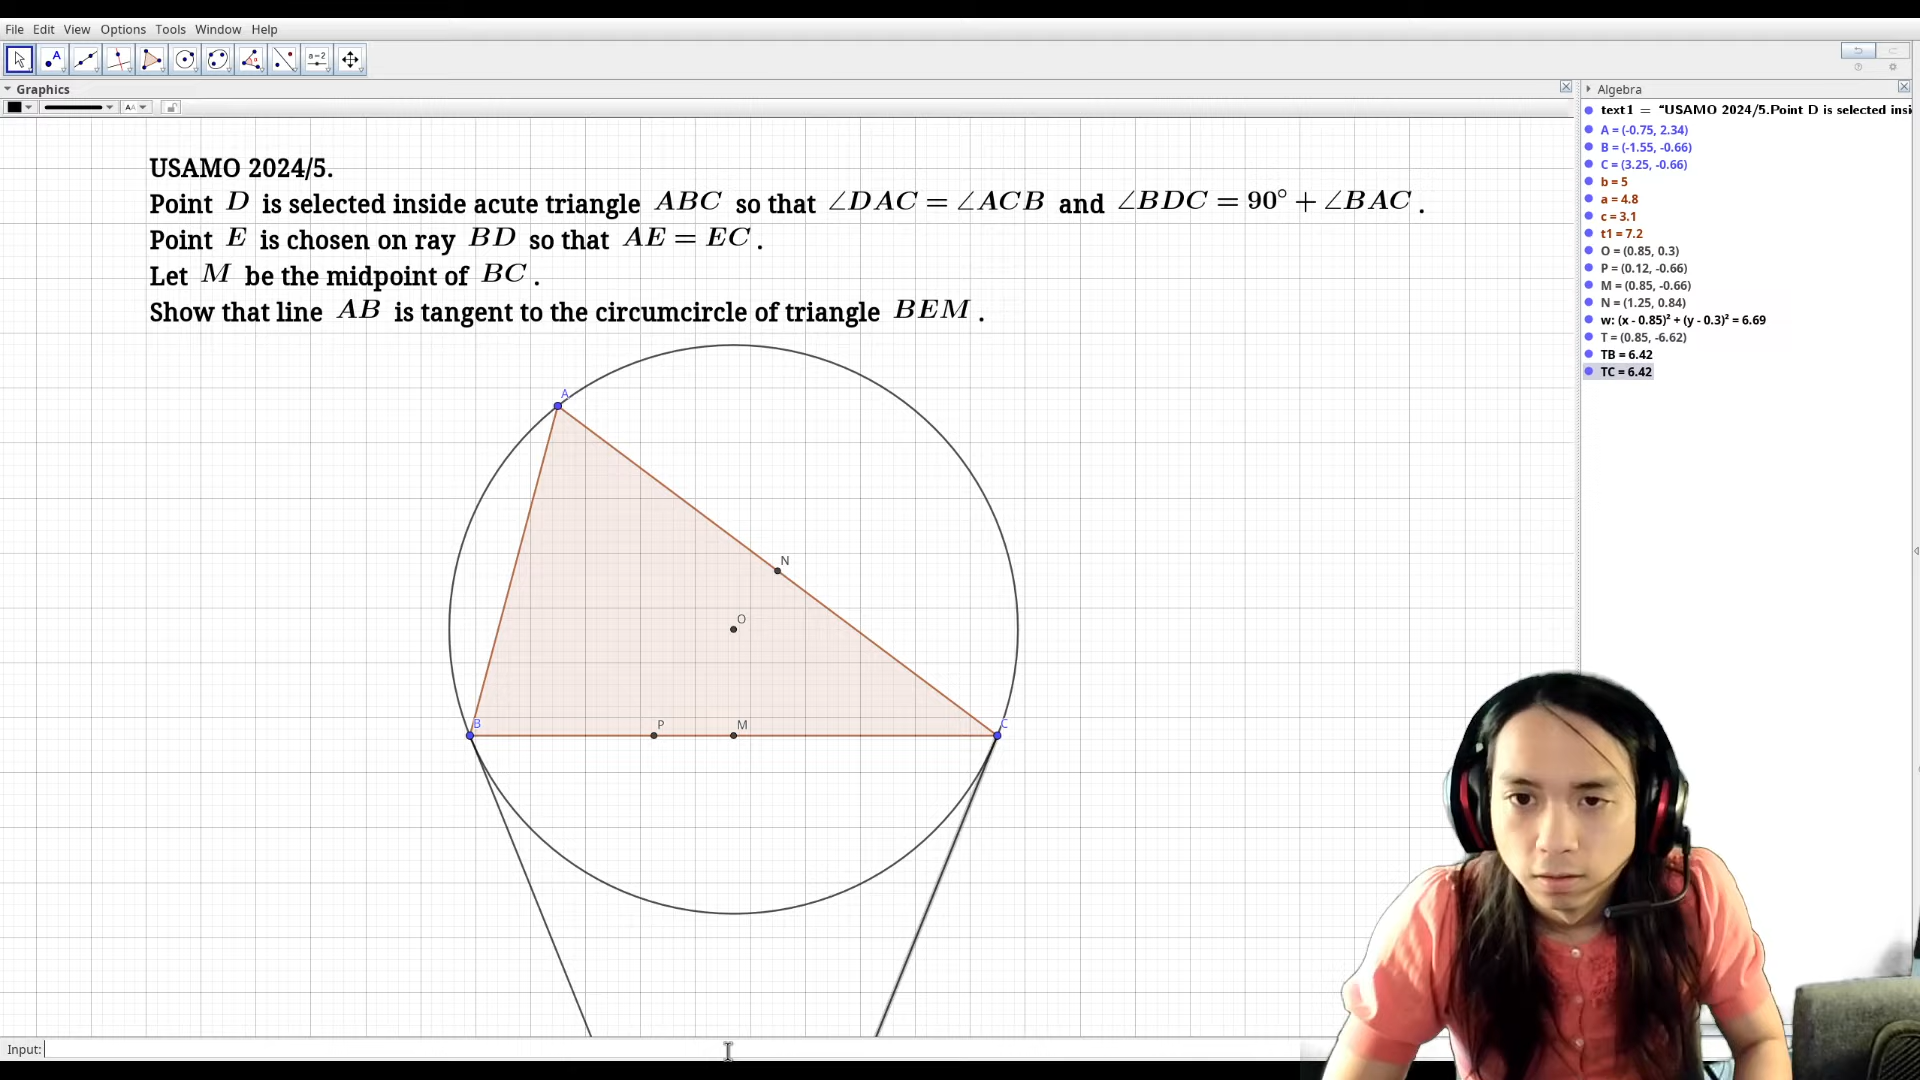 File Edit View Options Tools Window Help
A a=2
Graphics
Algebra
AA
text1 = “USAMO 2024/5.Point D is selected insi
A = (-0.75, 2.34)
B = (-1.55, -0.66)
C = (3.25, -0.66)
b = 5
a = 4.8
c = 3.1
t1 = 7.2
O = (0.85, 0.3)
P = (0.12, -0.66)
M = (0.85, -0.66)
N = (1.25, 0.84)
w: (x - 0.85)² + (y - 0.3)² = 6.69
T = (0.85, -6.62)
TB = 6.42
TC = 6.42
USAMO 2024/5.
Point D is selected inside acute triangle ABC so that ∠DAC = ∠ACB and ∠BDC = 90° + ∠BAC .
Point E is chosen on ray BD so that AE = EC .
Let M be the midpoint of BC .
Show that line AB is tangent to the circumcircle of triangle BEM .
A
N
O
B P M C
Input: